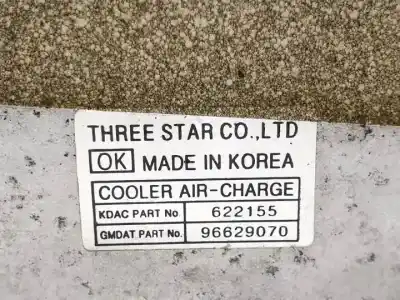 THREE STAR CO.,LTD
OK MADE IN KOREA
COOLER AIR-CHARGE
KDAC PART No. 622155
GMDAT PART No. 96629070